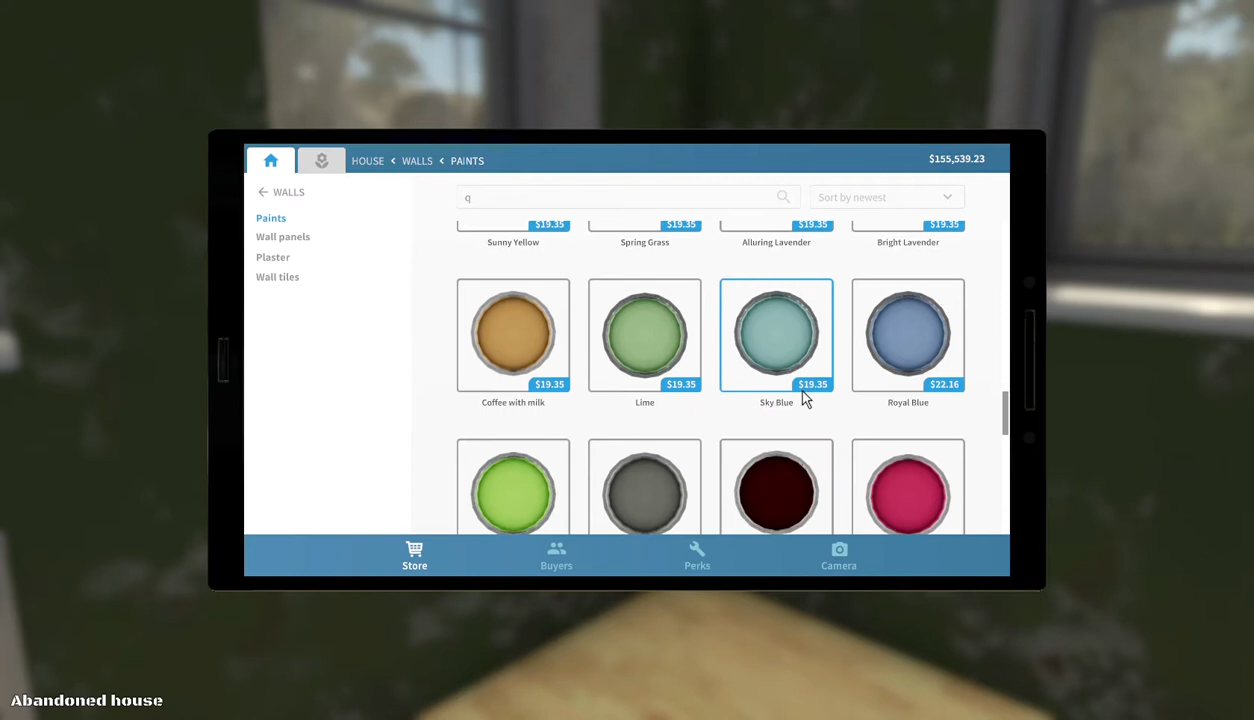 HOUSE < WALLS < PAINTS
$155,539.23
WALLS
Paints
Wall panels
Plaster
Wall tiles
q
Sort by newest
$19.35 $19.35 $19.35 $19.35
Sunny Yellow Spring Grass Alluring Lavender Bright Lavender
$19.35 $19.35 $19.35 $22.16
Coffee with milk Lime Sky Blue Royal Blue
Store Buyers Perks Camera
Abandoned house